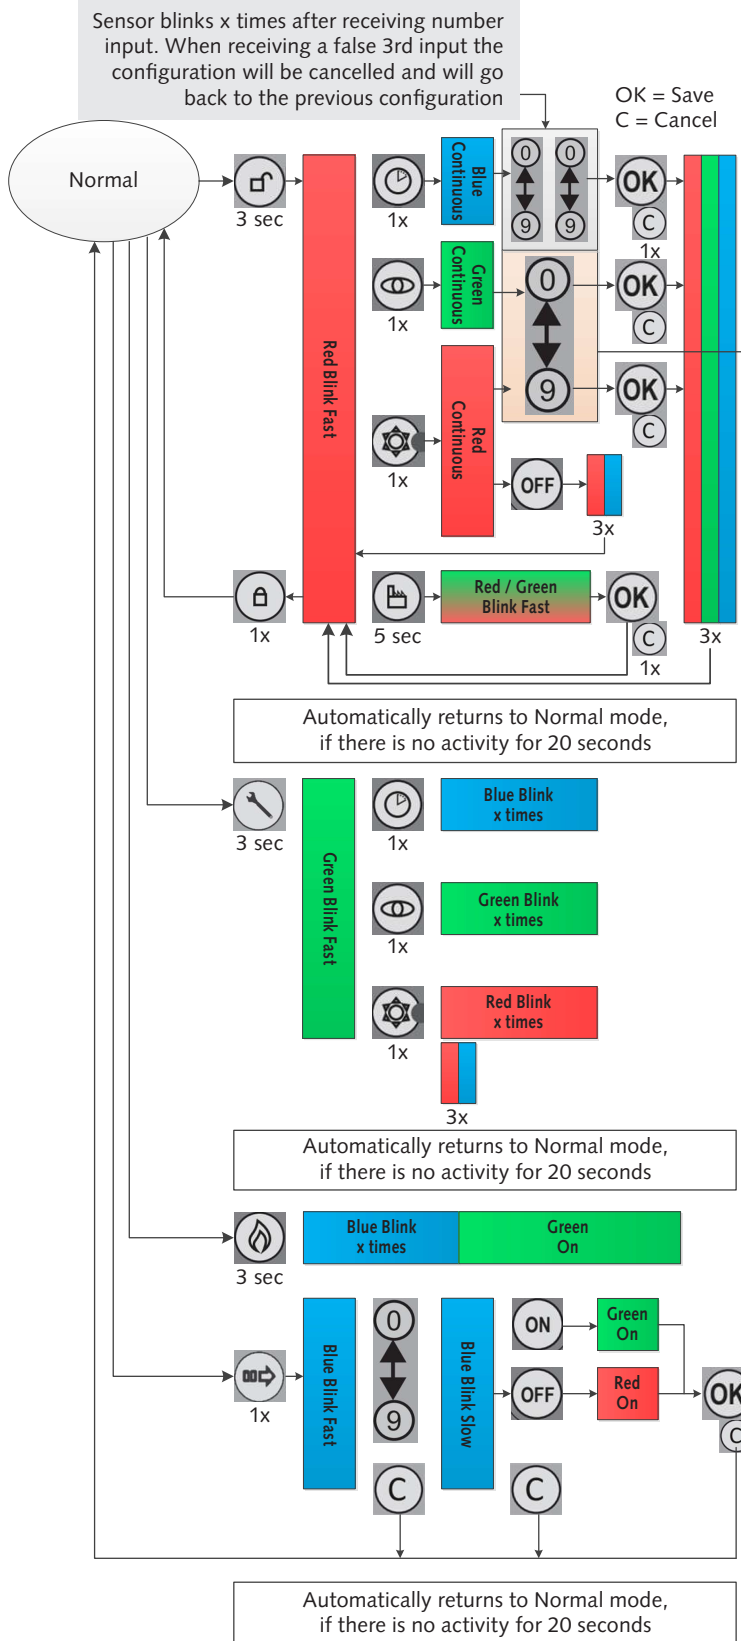 Sensor blinks x times after receiving number
input. When receiving a false 3rd input the
configuration will be cancelled and will go
back to the previous configuration
OK = Save
C = Cancel
Normal
3 sec
Red Blink Fast
1x
Blue
Continuous
0
9
0
9
OK
C
1x
1x
Green
Continuous
0
9
OK
C
1x
Red
Continuous
OK
C
OFF
3x
1x
5 sec
Red / Green
Blink Fast
OK
C
1x
3x
Automatically returns to Normal mode,
if there is no activity for 20 seconds
3 sec
Green Blink Fast
1x
Blue Blink
x times
1x
Green Blink
x times
1x
Red Blink
x times
3x
Automatically returns to Normal mode,
if there is no activity for 20 seconds
3 sec
Blue Blink
x times
Green
On
1x
Blue Blink Fast
0
9
C
Blue Blink Slow
ON
Green
On
OFF
Red
On
OK
C
C
Automatically returns to Normal mode,
if there is no activity for 20 seconds